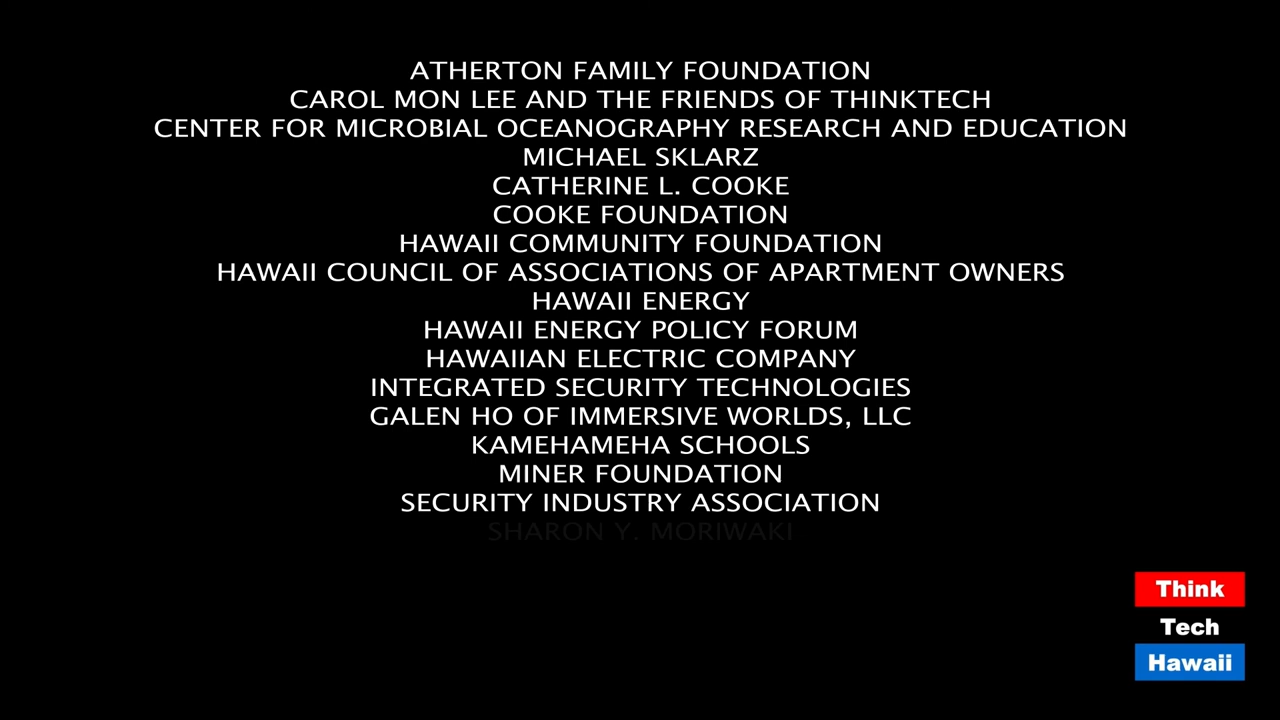 ATHERTON FAMILY FOUNDATION
CAROL MON LEE AND THE FRIENDS OF THINKTECH
CENTER FOR MICROBIAL OCEANOGRAPHY RESEARCH AND EDUCATION
MICHAEL SKLARZ
CATHERINE L. COOKE
COOKE FOUNDATION
HAWAII COMMUNITY FOUNDATION
HAWAII COUNCIL OF ASSOCIATIONS OF APARTMENT OWNERS
HAWAII ENERGY
HAWAII ENERGY POLICY FORUM
HAWAIIAN ELECTRIC COMPANY
INTEGRATED SECURITY TECHNOLOGIES
GALEN HO OF IMMERSIVE WORLDS, LLC
KAMEHAMEHA SCHOOLS
MINER FOUNDATION
SECURITY INDUSTRY ASSOCIATION
SHARON Y. MORIWAKI
Think
Tech
Hawaii